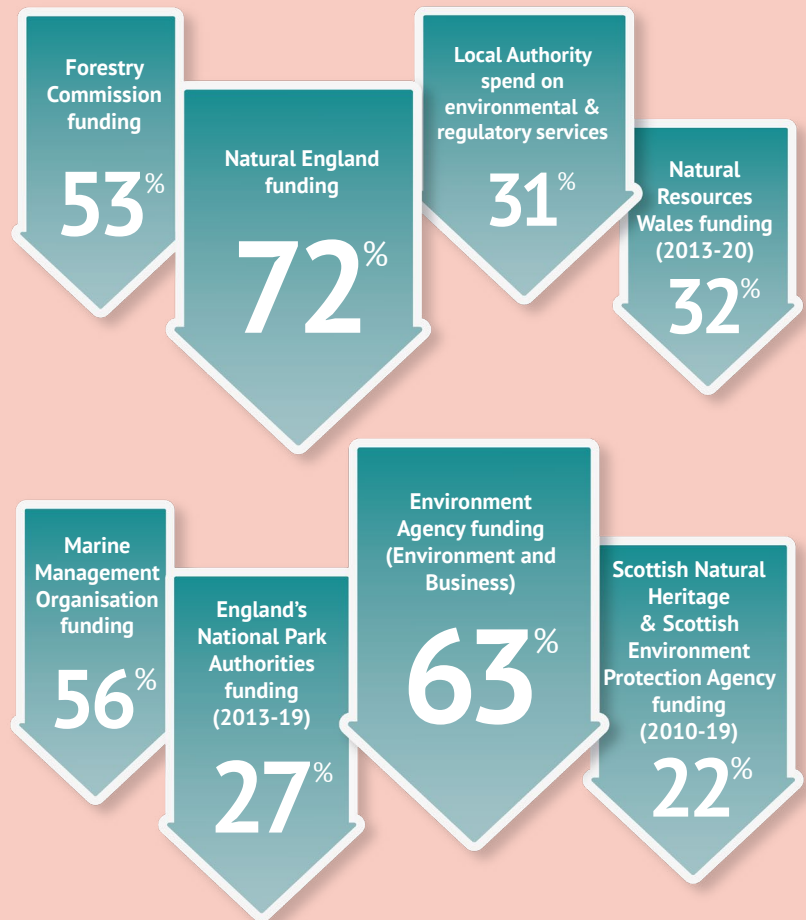 Forestry
Commission
funding
53%
Natural England
funding
72%
Local Authority
spend on
environmental &
regulatory services
31%
Natural
Resources
Wales funding
(2013-20)
32%
Marine
Management
Organisation
funding
56%
England’s
National Park
Authorities
funding
(2013-19)
27%
Environment
Agency funding
(Environment and
Business)
63%
Scottish Natural
Heritage
& Scottish
Environment
Protection Agency
funding
(2010-19)
22%